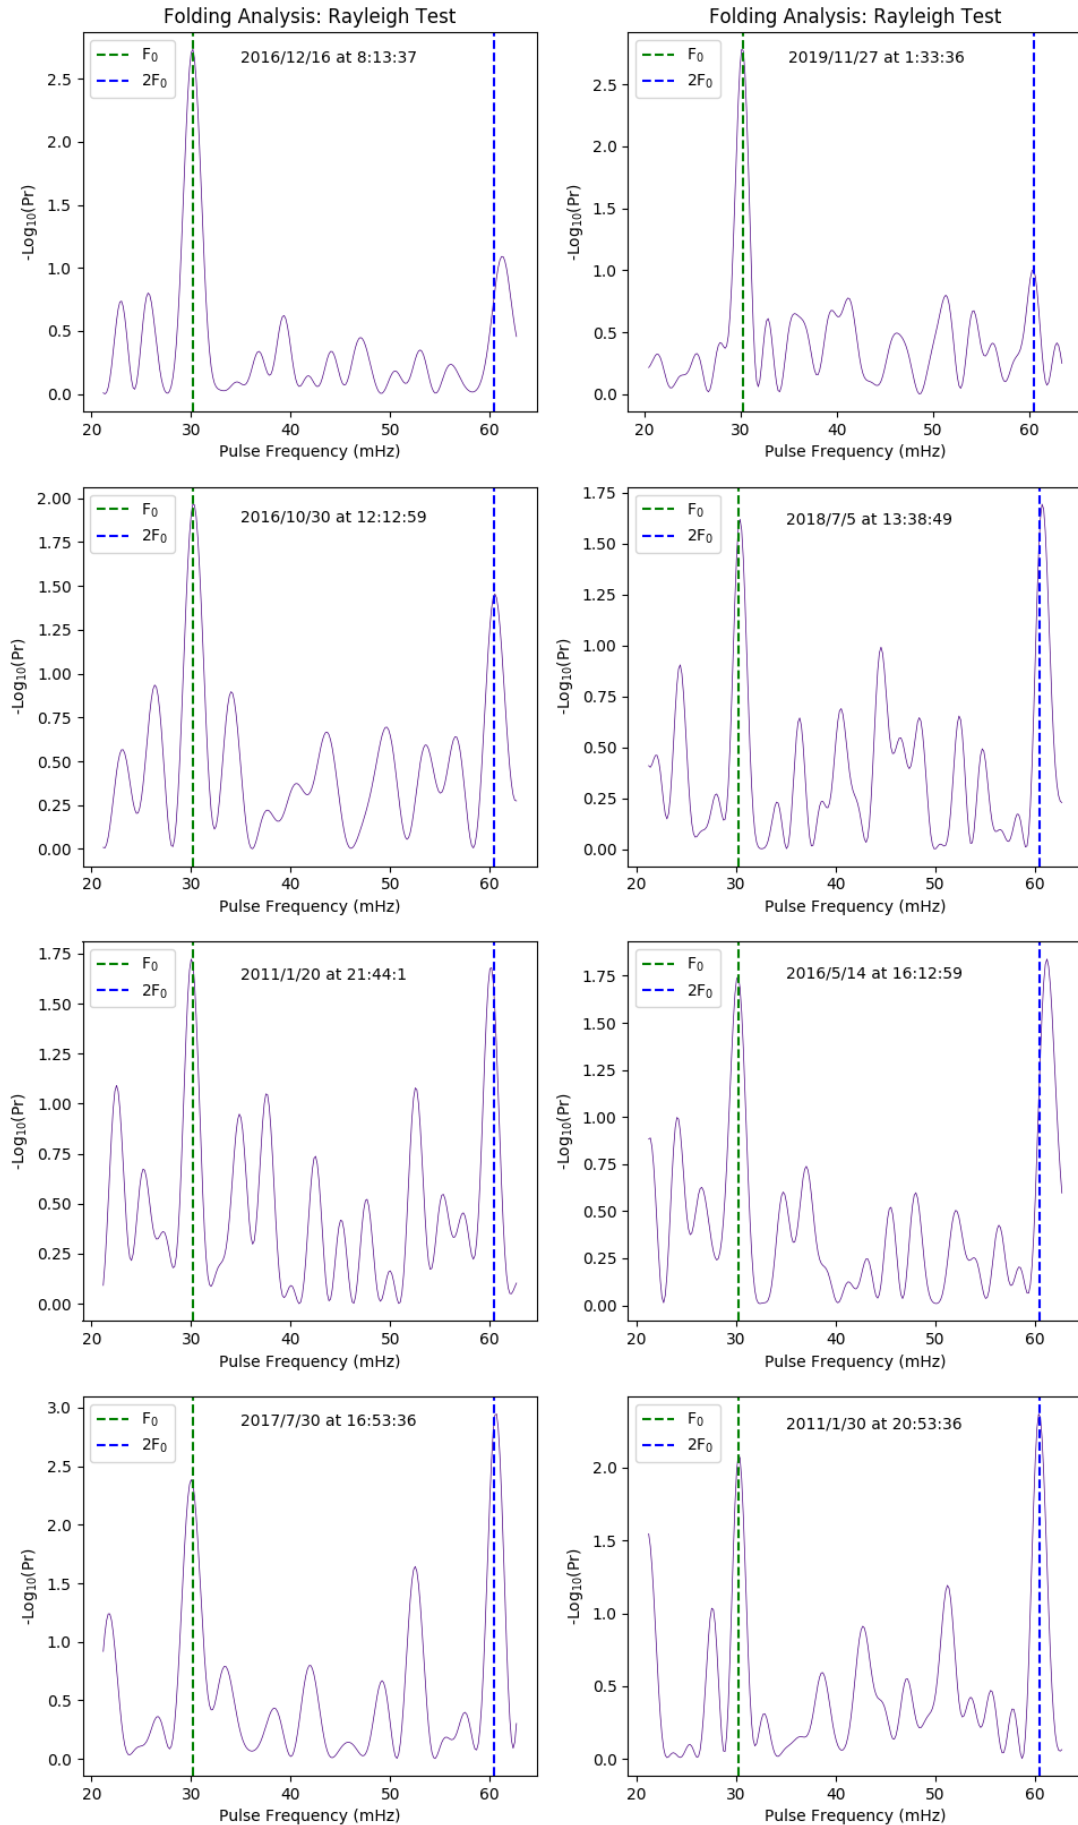 Folding Analysis: Rayleigh Test
F₀
2F₀
2016/12/16 at 8:13:37
-Log₁₀(Pr)
2.5
2.0
1.5
1.0
0.5
0.0
20 30 40 50 60
Pulse Frequency (mHz)
Folding Analysis: Rayleigh Test
F₀
2F₀
2019/11/27 at 1:33:36
-Log₁₀(Pr)
2.5
2.0
1.5
1.0
0.5
0.0
20 30 40 50 60
Pulse Frequency (mHz)
F₀
2F₀
2016/10/30 at 12:12:59
-Log₁₀(Pr)
2.00
1.75
1.50
1.25
1.00
0.75
0.50
0.25
0.00
20 30 40 50 60
Pulse Frequency (mHz)
F₀
2F₀
2018/7/5 at 13:38:49
-Log₁₀(Pr)
1.75
1.50
1.25
1.00
0.75
0.50
0.25
0.00
20 30 40 50 60
Pulse Frequency (mHz)
F₀
2F₀
2011/1/20 at 21:44:1
-Log₁₀(Pr)
1.75
1.50
1.25
1.00
0.75
0.50
0.25
0.00
20 30 40 50 60
Pulse Frequency (mHz)
F₀
2F₀
2016/5/14 at 16:12:59
-Log₁₀(Pr)
1.75
1.50
1.25
1.00
0.75
0.50
0.25
0.00
20 30 40 50 60
Pulse Frequency (mHz)
F₀
2F₀
2017/7/30 at 16:53:36
-Log₁₀(Pr)
3.0
2.5
2.0
1.5
1.0
0.5
0.0
20 30 40 50 60
Pulse Frequency (mHz)
F₀
2F₀
2011/1/30 at 20:53:36
-Log₁₀(Pr)
2.0
1.5
1.0
0.5
0.0
20 30 40 50 60
Pulse Frequency (mHz)